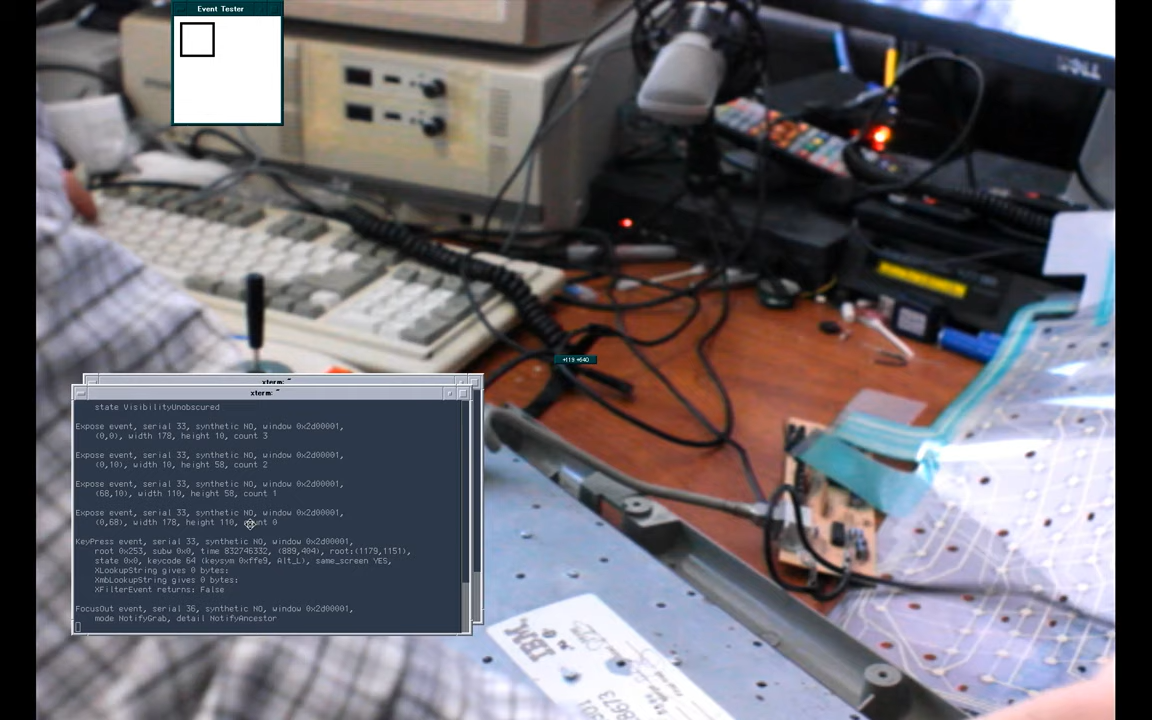 Event Tester
DELL
+113 +640
xterm: ~
xterm: ~
state VisibilityUnobscured
Expose event, serial 33, synthetic NO, window 0x2d00001,
(0,0), width 178, height 10, count 3
Expose event, serial 33, synthetic NO, window 0x2d00001,
(0,10), width 10, height 58, count 2
Expose event, serial 33, synthetic NO, window 0x2d00001,
(68,10), width 110, height 58, count 1
Expose event, serial 33, synthetic NO, window 0x2d00001,
(0,68), width 178, height 110, count 0
KeyPress event, serial 33, synthetic NO, window 0x2d00001,
root 0x253, subw 0x0, time 832746332, (889,404), root:(1179,1151),
state 0x0, keycode 64 (keysym 0xffe9, Alt_L), same_screen YES,
XLookupString gives 0 bytes:
XmbLookupString gives 0 bytes:
XFilterEvent returns: False
FocusOut event, serial 36, synthetic NO, window 0x2d00001,
mode NotifyGrab, detail NotifyAncestor
IBM